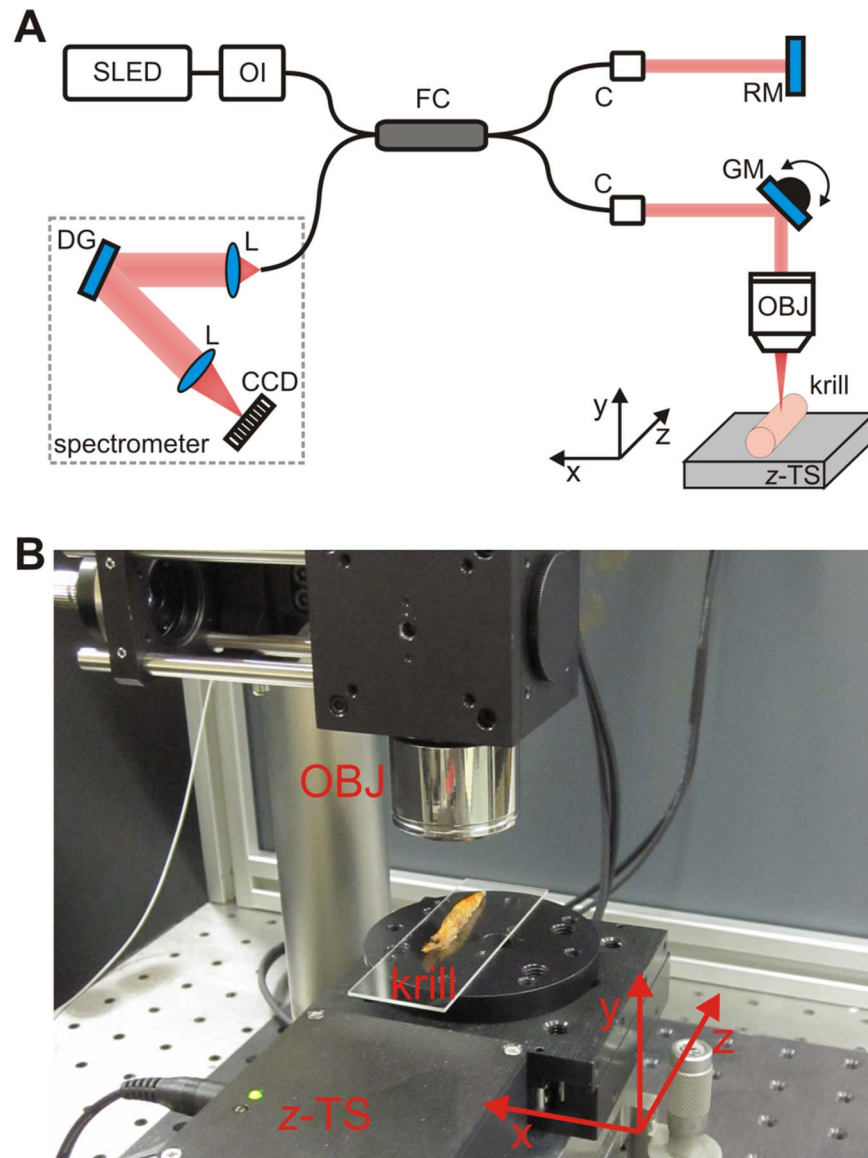 A
SLED
OI
FC
C
RM
C
GM
DG
L
L
CCD
spectrometer
OBJ
krill
y
z
x
z-TS
B
OBJ
krill
y
z
x
z-TS